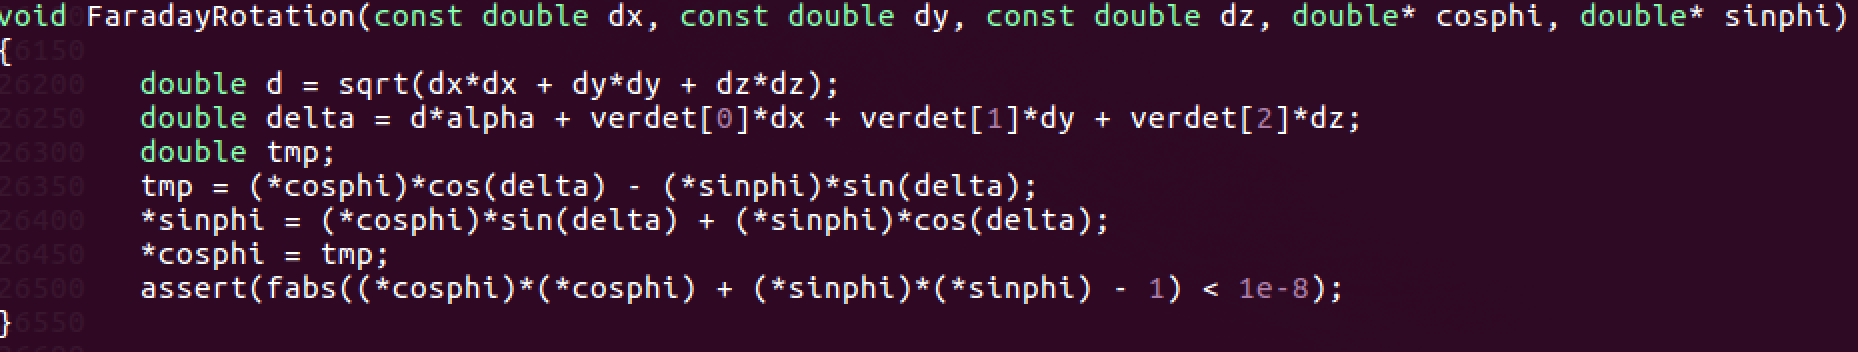 void FaradayRotation(const double dx, const double dy, const double dz, double* cosphi, double* sinphi)
{6150
26200 double d = sqrt(dx*dx + dy*dy + dz*dz);
26250 double delta = d*alpha + verdet[0]*dx + verdet[1]*dy + verdet[2]*dz;
26300 double tmp;
26350 tmp = (*cosphi)*cos(delta) - (*sinphi)*sin(delta);
26400 *sinphi = (*cosphi)*sin(delta) + (*sinphi)*cos(delta);
26450 *cosphi = tmp;
26500 assert(fabs((*cosphi)*(*cosphi) + (*sinphi)*(*sinphi) - 1) < 1e-8);
}6550